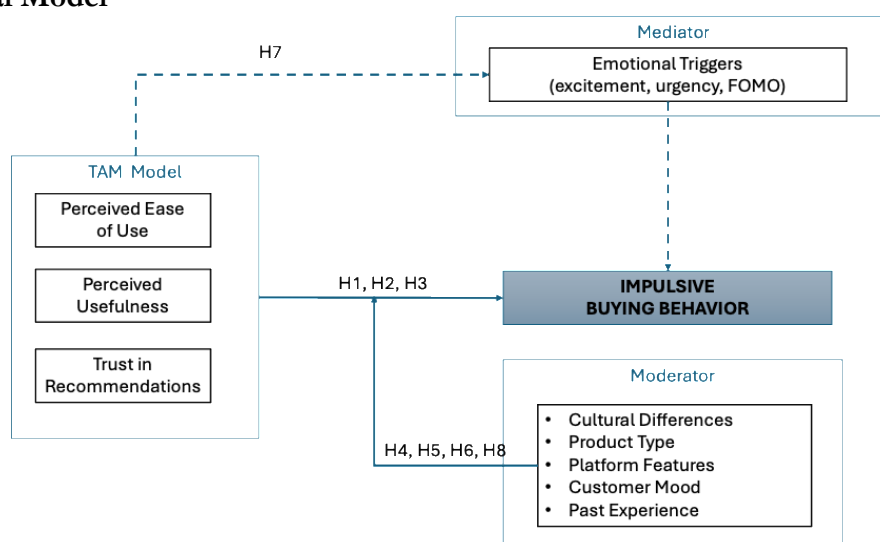 al Model
Mediator
H7
Emotional Triggers
(excitement, urgency, FOMO)
TAM Model
Perceived Ease
of Use
Perceived
Usefulness
Trust in
Recommendations
H1, H2, H3
IMPULSIVE
BUYING BEHAVIOR
Moderator
H4, H5, H6, H8
• Cultural Differences
• Product Type
• Platform Features
• Customer Mood
• Past Experience